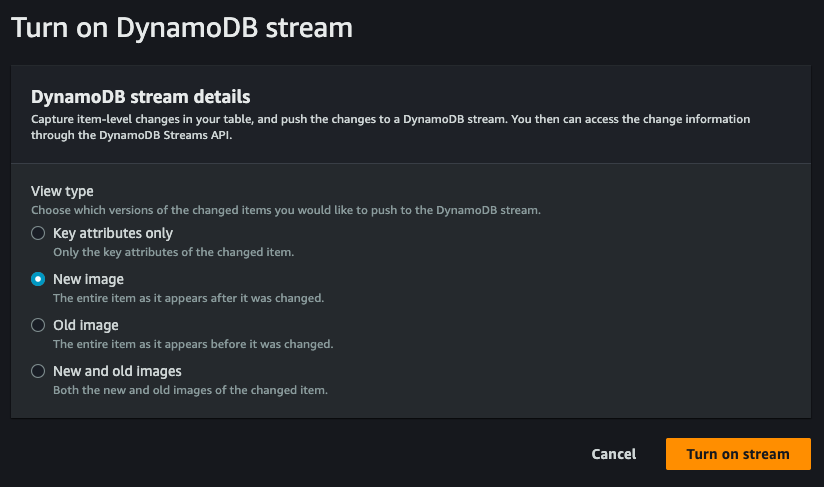 Turn on DynamoDB stream
DynamoDB stream details
Capture item-level changes in your table, and push the changes to a DynamoDB stream. You then can access the change information
through the DynamoDB Streams API.
View type
Choose which versions of the changed items you would like to push to the DynamoDB stream.
Key attributes only
Only the key attributes of the changed item.
New image
The entire item as it appears after it was changed.
Old image
The entire item as it appears before it was changed.
New and old images
Both the new and old images of the changed item.
Cancel
Turn on stream